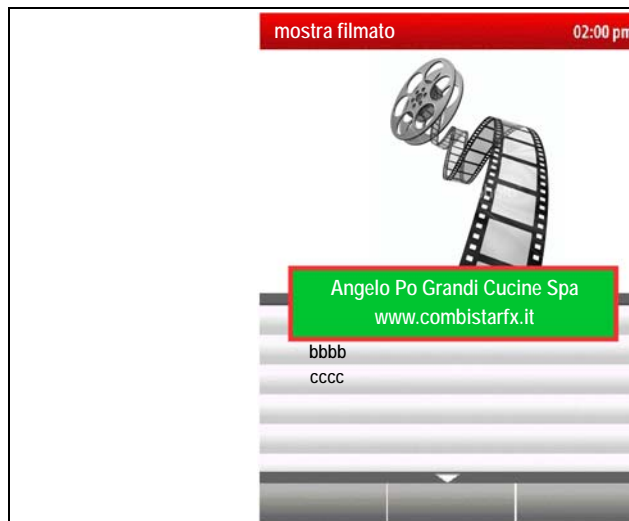 mostra filmato
02:00 pm
Angelo Po Grandi Cucine Spa
www.combistarfx.it
bbbb
cccc